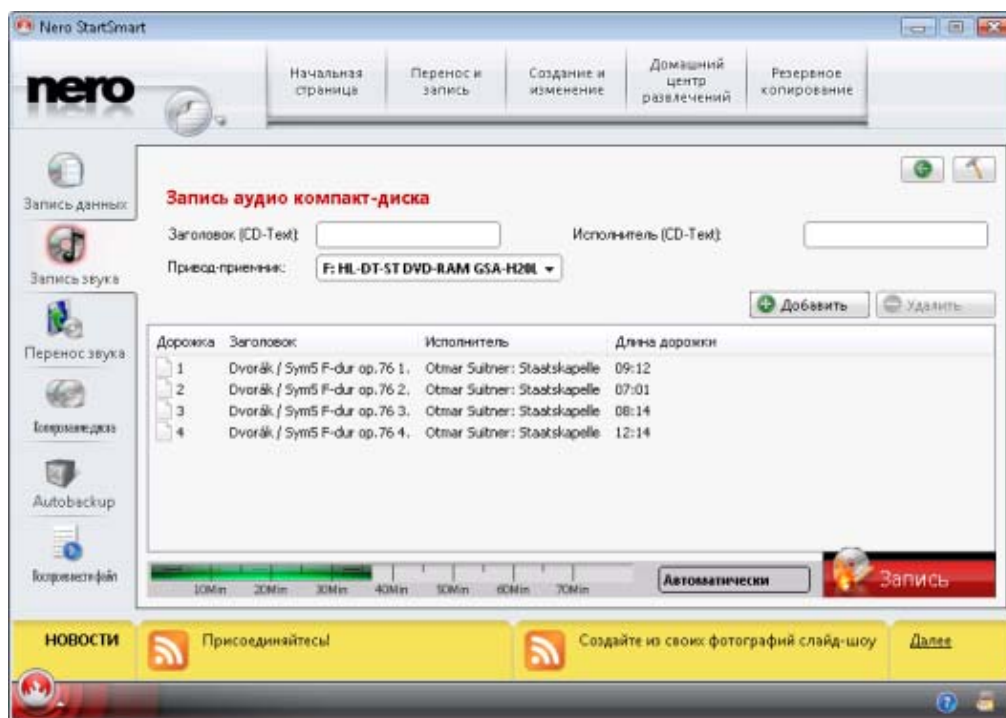 Nero StartSmart
nero
Начальная страница
Перенос и запись
Создание и изменение
Домашний центр развлечений
Резервное копирование
Запись данных
Запись звука
Перенос звука
Копирование диска
Autobackup
Воспроизвести файл
Запись аудио компакт-диска
Заголовок (CD-Text):
Исполнитель (CD-Text):
Привод-приемник:
F: HL-DT-ST DVD-RAM GSA-H20L
Добавить
Удалить
Дорожка Заголовок Исполнитель Длина дорожки
1 Dvorák / Sym5 F-dur op.76 1. Otmar Suitner: Staatskapelle 09:12
2 Dvorák / Sym5 F-dur op.76 2. Otmar Suitner: Staatskapelle 07:01
3 Dvorák / Sym5 F-dur op.76 3. Otmar Suitner: Staatskapelle 08:14
4 Dvorák / Sym5 F-dur op.76 4. Otmar Suitner: Staatskapelle 12:14
10Min 20Min 30Min 40Min 50Min 60Min 70Min
Автоматически
Запись
НОВОСТИ
Присоединяйтесь!
Создайте из своих фотографий слайд-шоу
Далее